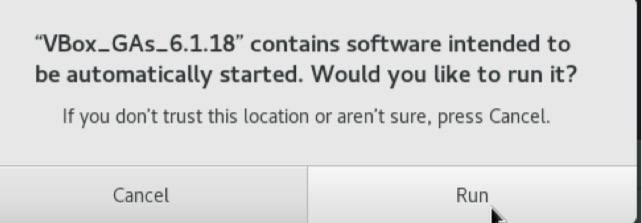 “VBox_GAs_6.1.18” contains software intended to
be automatically started. Would you like to run it?
If you don't trust this location or aren't sure, press Cancel.
Cancel
Run